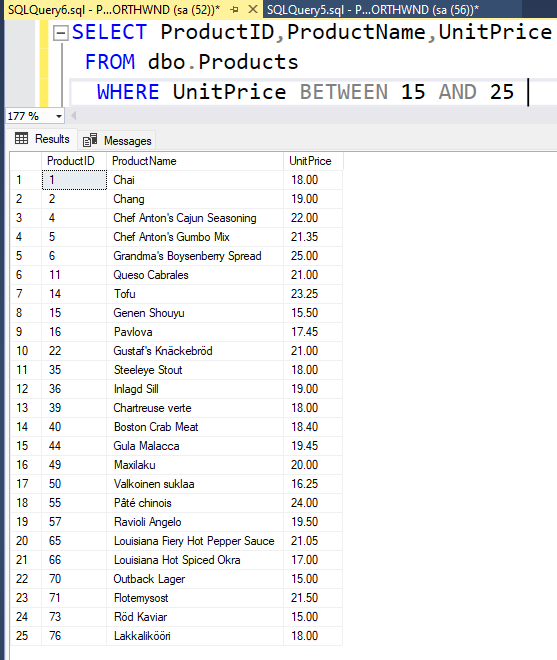 SQLQuery6.sql - P...ORTHWND (sa (52))* SQLQuery5.sql - P...ORTHWND (sa (56))*
SELECT ProductID,ProductName,UnitPrice
FROM dbo.Products
WHERE UnitPrice BETWEEN 15 AND 25
177 %
Results Messages
ProductID ProductName UnitPrice
1 1 Chai 18.00
2 2 Chang 19.00
3 4 Chef Anton's Cajun Seasoning 22.00
4 5 Chef Anton's Gumbo Mix 21.35
5 6 Grandma's Boysenberry Spread 25.00
6 11 Queso Cabrales 21.00
7 14 Tofu 23.25
8 15 Genen Shouyu 15.50
9 16 Pavlova 17.45
10 22 Gustaf's Knäckebröd 21.00
11 35 Steeleye Stout 18.00
12 36 Inlagd Sill 19.00
13 39 Chartreuse verte 18.00
14 40 Boston Crab Meat 18.40
15 44 Gula Malacca 19.45
16 49 Maxilaku 20.00
17 50 Valkoinen suklaa 16.25
18 55 Pâté chinois 24.00
19 57 Ravioli Angelo 19.50
20 65 Louisiana Fiery Hot Pepper Sauce 21.05
21 66 Louisiana Hot Spiced Okra 17.00
22 70 Outback Lager 15.00
23 71 Flotemysost 21.50
24 73 Röd Kaviar 15.00
25 76 Lakkalikööri 18.00